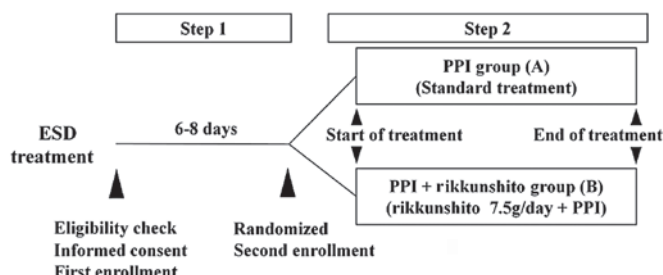 Step 1
Step 2
PPI group (A)
(Standard treatment)
ESD
treatment
6-8 days
Start of treatment
End of treatment
PPI + rikkunshito group (B)
(rikkunshito 7.5g/day + PPI)
Eligibility check
Informed consent
First enrollment
Randomized
Second enrollment